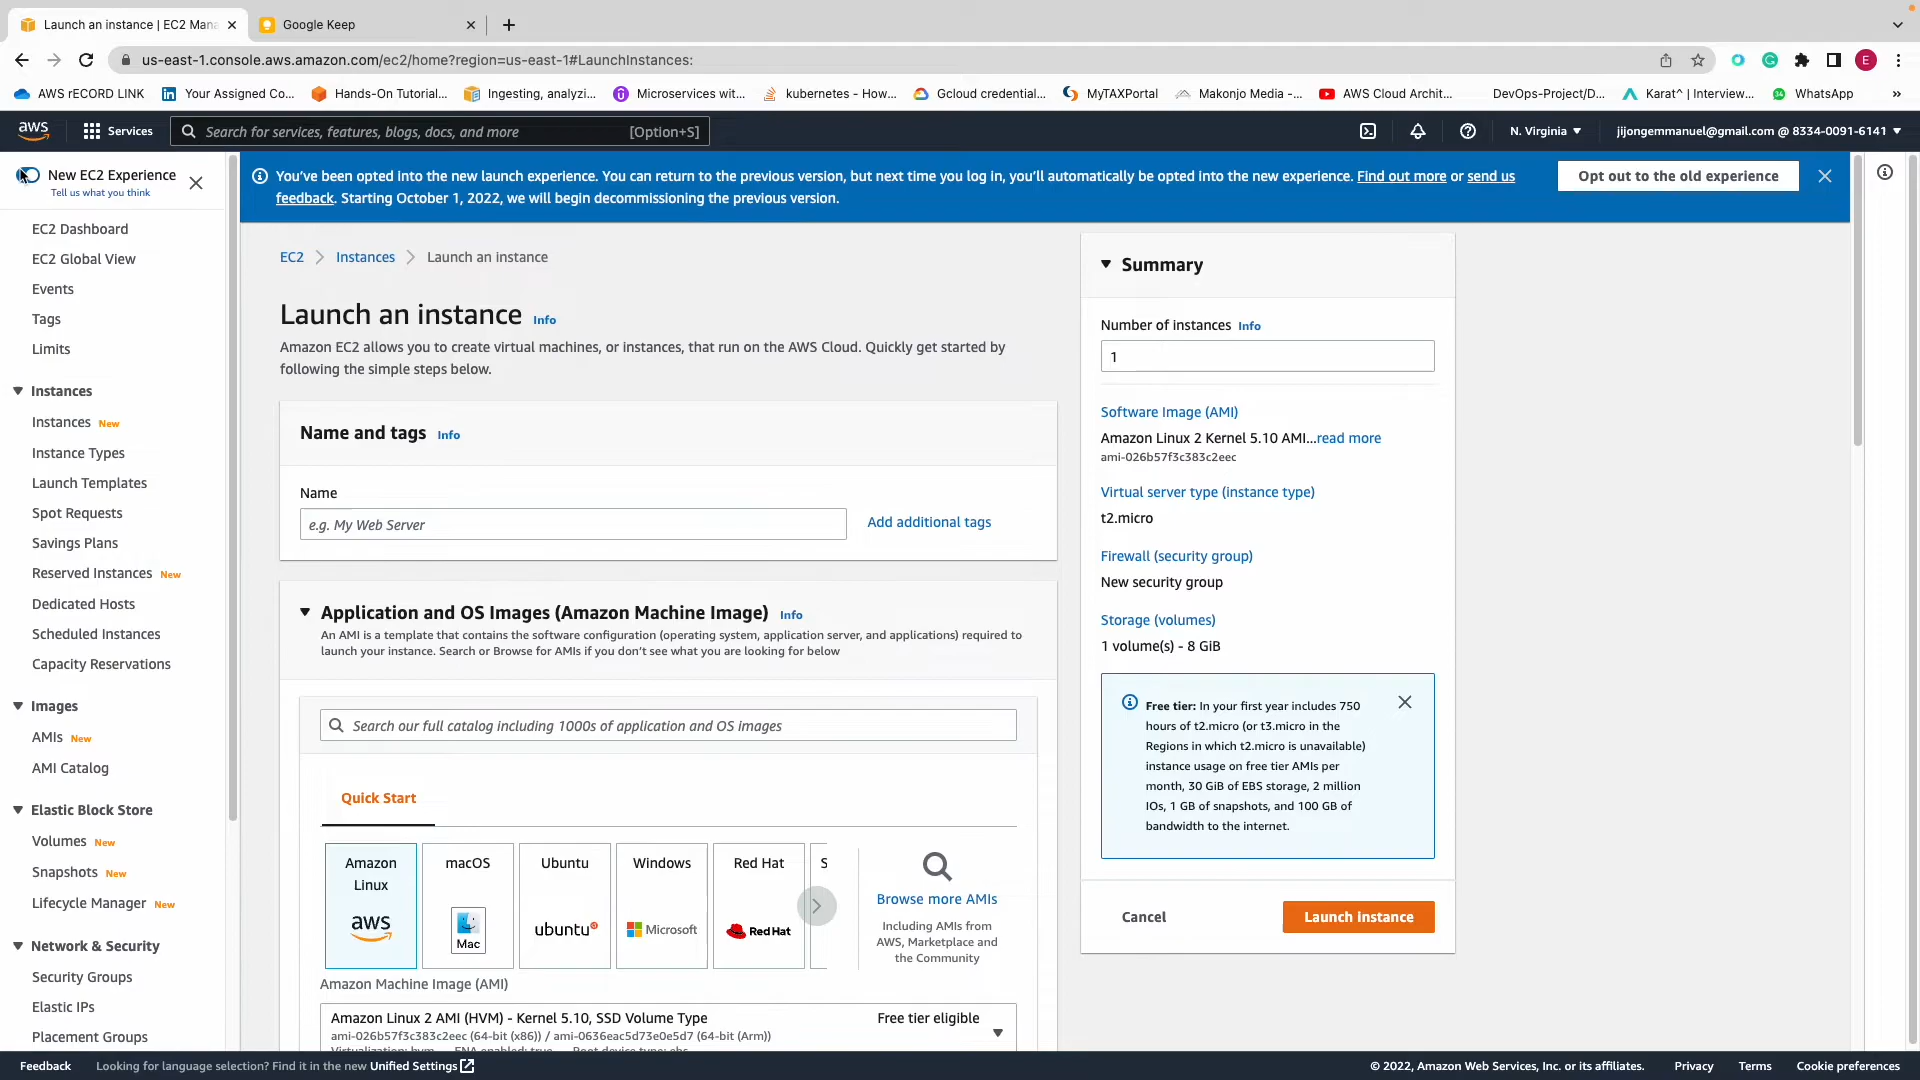 Launch an instance | EC2 Mana
Google Keep
us-east-1.console.aws.amazon.com/ec2/home?region=us-east-1#LaunchInstances:
E
AWS rECORD LINK
Your Assigned Co...
Hands-On Tutorial...
Ingesting, analyzi...
Microservices wit...
kubernetes - How...
Gcloud credential...
MyTAXPortal
Makonjo Media -...
AWS Cloud Archit...
DevOps-Project/D...
Karat^ | Interview...
WhatsApp
»
aws
Services
Search for services, features, blogs, docs, and more
[Option+S]
N. Virginia
jijongemmanuel@gmail.com @ 8334-0091-6141
New EC2 Experience
Tell us what you think
EC2 Dashboard
EC2 Global View
Events
Tags
Limits
Instances
Instances New
Instance Types
Launch Templates
Spot Requests
Savings Plans
Reserved Instances New
Dedicated Hosts
Scheduled Instances
Capacity Reservations
Images
AMIs New
AMI Catalog
Elastic Block Store
Volumes New
Snapshots New
Lifecycle Manager New
Network & Security
Security Groups
Elastic IPs
Placement Groups
You've been opted into the new launch experience. You can return to the previous version, but next time you log in, you'll automatically be opted into the new experience. Find out more or send us
feedback. Starting October 1, 2022, we will begin decommissioning the previous version.
Opt out to the old experience
EC2 > Instances > Launch an instance
Launch an instance Info
Amazon EC2 allows you to create virtual machines, or instances, that run on the AWS Cloud. Quickly get started by
following the simple steps below.
Name and tags Info
Name
e.g. My Web Server
Add additional tags
Application and OS Images (Amazon Machine Image) Info
An AMI is a template that contains the software configuration (operating system, application server, and applications) required to
launch your instance. Search or Browse for AMIs if you don't see what you are looking for below
Search our full catalog including 1000s of application and OS images
Quick Start
Amazon
Linux
aws
macOS
Mac
Ubuntu
ubuntu
Windows
Microsoft
Red Hat
Red Hat
S
Browse more AMIs
Including AMIs from
AWS, Marketplace and
the Community
Amazon Machine Image (AMI)
Amazon Linux 2 AMI (HVM) - Kernel 5.10, SSD Volume Type
Free tier eligible
ami-026b57f3c383c2eec (64-bit (x86)) / ami-0636eac5d73e0e5d7 (64-bit (Arm))
Virtualization: hvm ENA enabled: true Root device type: ebs
Summary
Number of instances Info
1
Software Image (AMI)
Amazon Linux 2 Kernel 5.10 AMI...read more
ami-026b57f3c383c2eec
Virtual server type (instance type)
t2.micro
Firewall (security group)
New security group
Storage (volumes)
1 volume(s) - 8 GiB
Free tier: In your first year includes 750
hours of t2.micro (or t3.micro in the
Regions in which t2.micro is unavailable)
instance usage on free tier AMIs per
month, 30 GiB of EBS storage, 2 million
IOs, 1 GB of snapshots, and 100 GB of
bandwidth to the internet.
Cancel
Launch instance
Feedback
Looking for language selection? Find it in the new Unified Settings
© 2022, Amazon Web Services, Inc. or its affiliates.
Privacy
Terms
Cookie preferences